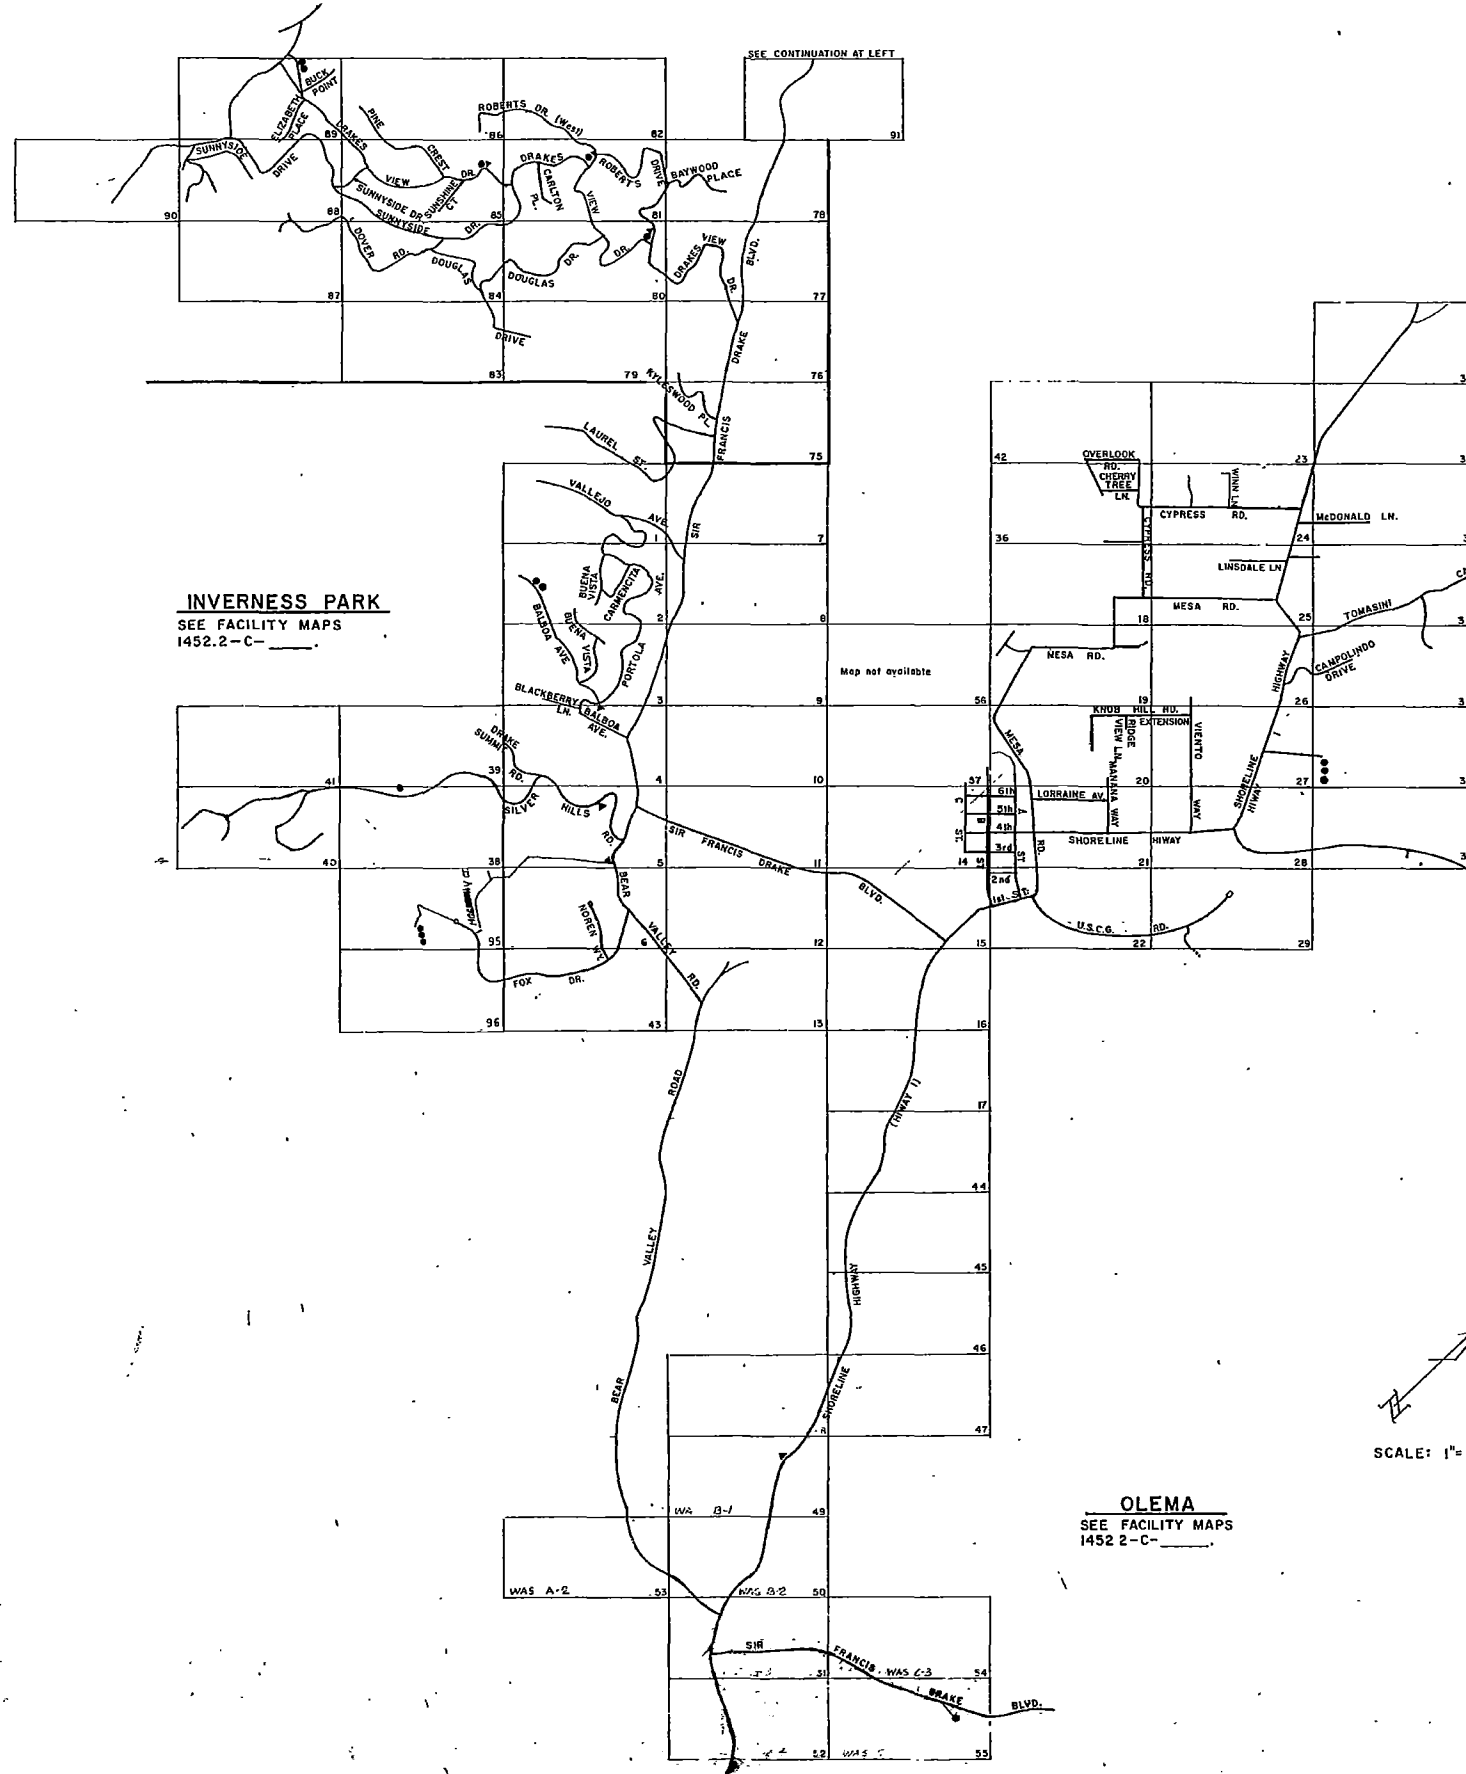 SEE CONTINUATION AT LEFT
BUCK
POINT
ELIZABETH
PLACE
DRAKES
PINE
CREST
ROBERTS DR. (West)
89
86
82
91
SUNNYSIDE
DRIVE
VIEW
DR.
DRAKES
CARLTON
PL.
ROBERTS
DRIVE
BAYWOOD
PLACE
SUNNYSIDE DR.
SUNSHINE
CT
VIEW
90
88
85
81
78
SUNNYSIDE
DR.
DOVER
RD.
DOUGLAS
DOUGLAS
DR.
DR.
DRAKES
VIEW
DR.
BLVD.
87
84
80
77
DRIVE
DRAKE
83
79
76
KYLESWOOD PL.
FRANCIS
LAUREL
ST.
75
42
OVERLOOK
RD.
CHERRY
TREE
LN.
WINN LN.
23
VALLEJO
AVE.
SIR
CYPRESS RD.
McDONALD LN.
1
7
36
24
CYPRESS RD.
LINSDALE LN
BUENA
VISTA
CARMENCITA
AVE.
INVERNESS PARK
SEE FACILITY MAPS
1452.2-C-____.
BALBOA AVE
BUENA
VISTA
PORTOLA
MESA RD.
TOMASINI
2
8
18
25
MESA RD.
Map not available
HIGHWAY
CAMPOLINDO
DRIVE
BLACKBERRY
LN.
BALBOA
AVE.
3
9
56
19
26
KNOB HILL RD.
EXTENSION
RIDGE
VIEW LN.
VIENTO
WAY
MESA
DRAKE
SUMMI
RD.
41
39
4
10
57
20
27
SILVER
HILLS
RD.
6th
5th
4th
3rd
2nd
1st ST.
C
ST.
B
ST
A
ST
RD.
LORRAINE AV.
MANANA WAY
SHORELINE
HIWAY
SHORELINE HIWAY
SIR FRANCIS DRAKE
BLVD.
40
38
5
11
14
21
28
BEAR
VALLEY
RD.
NOREN WY.
U.S.C.G. RD.
95
6
12
15
22
29
FOX DR.
96
43
13
16
ROAD
(HIWAY 1)
17
44
VALLEY
HIGHWAY
45
46
BEAR
SHORELINE
47
SCALE: 1"=
WAS B-1
49
OLEMA
SEE FACILITY MAPS
1452 2-C-____.
WAS A-2
53
WAS B-2
50
SIR
FRANCIS
WAS C-3
54
DRAKE
BLVD.
52
55